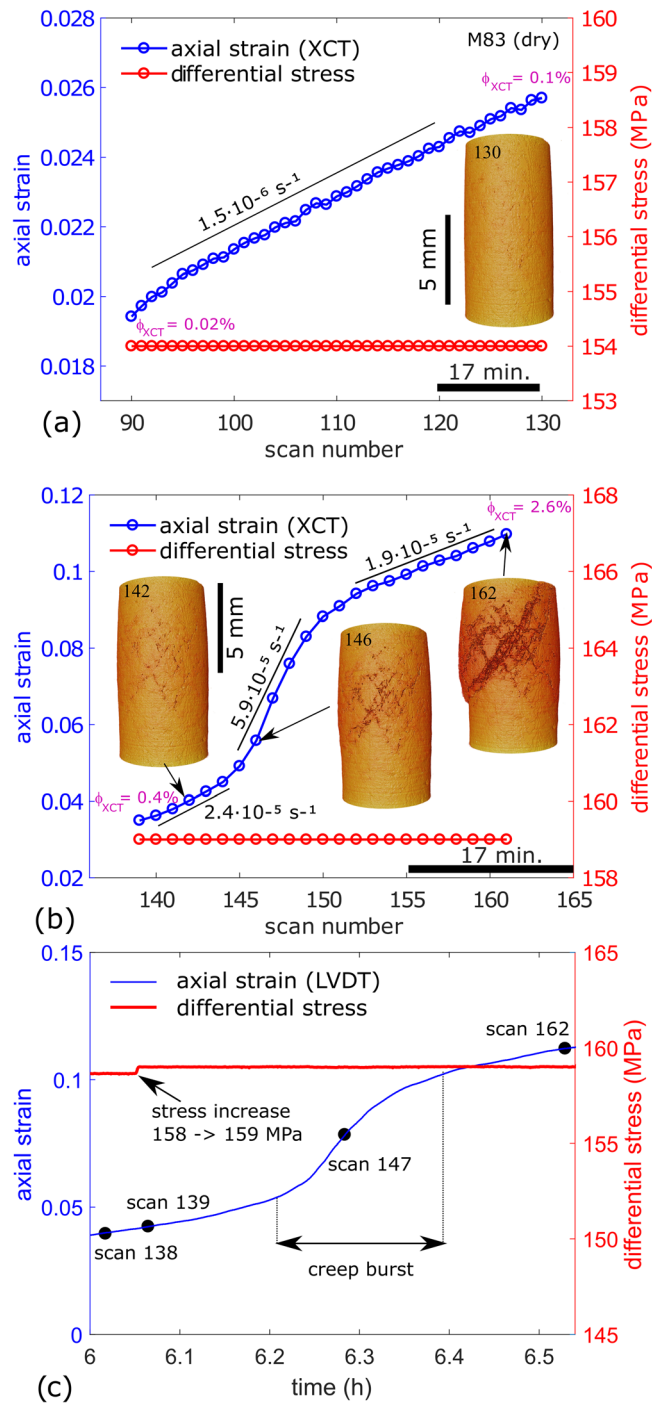 0.028
160
axial strain (XCT)
M83 (dry)
differential stress
159
0.026
ϕXCT= 0.1%
158
130
0.024
157
1.5·10⁻⁶ s⁻¹
axial strain
5 mm
differential stress (MPa)
0.022
156
155
0.02
ϕXCT= 0.02%
154
0.018
17 min.
153
90 100 110 120 130
(a)
scan number
0.12
168
axial strain (XCT)
ϕXCT= 2.6%
differential stress
167
1.9·10⁻⁵ s⁻¹
0.1
166
142
162
5 mm
165
146
0.08
5.9·10⁻⁵ s⁻¹
164
axial strain
differential stress (MPa)
163
0.06
162
161
ϕXCT= 0.4%
0.04
2.4·10⁻⁵ s⁻¹
160
159
17 min.
0.02
158
140 145 150 155 160 165
(b)
scan number
0.15
165
axial strain (LVDT)
differential stress
scan 162
160
0.1
stress increase
158 -> 159 MPa
axial strain
differential stress (MPa)
155
scan 147
scan 139
0.05
scan 138
150
creep burst
0
145
6 6.1 6.2 6.3 6.4 6.5
(c)
time (h)